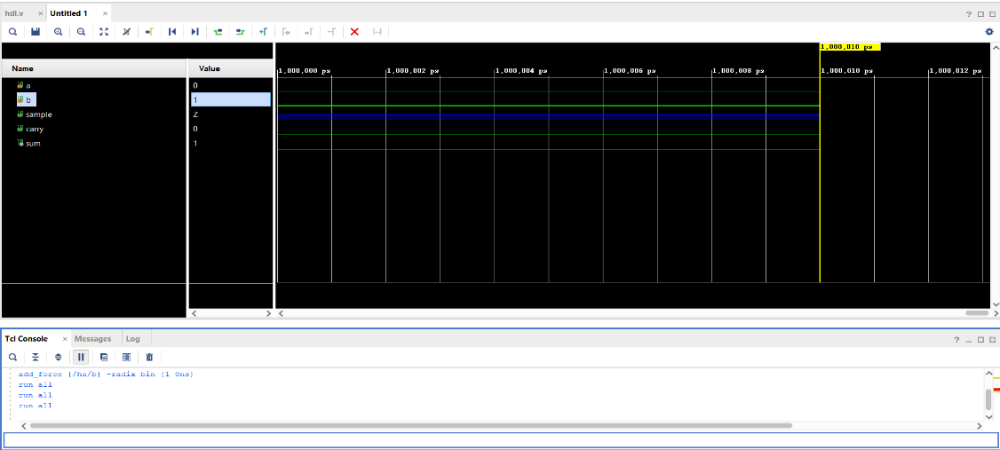 hdl.v × Untitled 1 ×
? 
1,000,010 ps
Name Value
1,000,000 ps 1,000,002 ps 1,000,004 ps 1,000,006 ps 1,000,008 ps 1,000,010 ps 1,000,012 ps
a 0
b 1
sample Z
carry 0
sum 1
Tcl Console × Messages Log
?
add_force {/ha/b} -radix bin {1 0ns}
run all
run all
run all